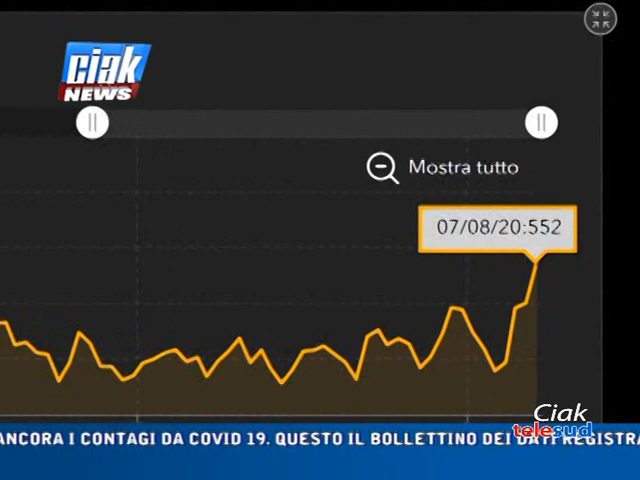 ciak
NEWS
Mostra tutto
07/08/20:552
Ciak
telesud
ANCORA I CONTAGI DA COVID 19. QUESTO IL BOLLETTINO DEI DATI REGISTRA